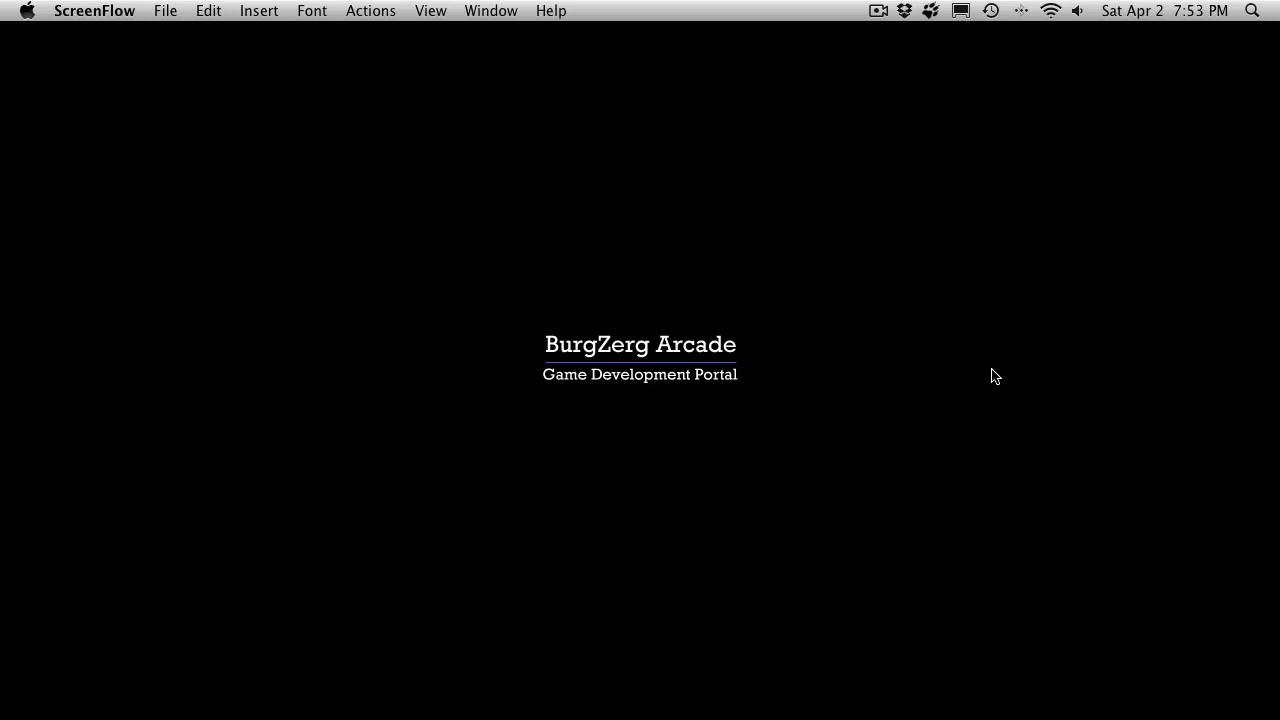 ScreenFlow File Edit Insert Font Actions View Window Help Sat Apr 2 7:53 PM
BurgZerg Arcade
Game Development Portal